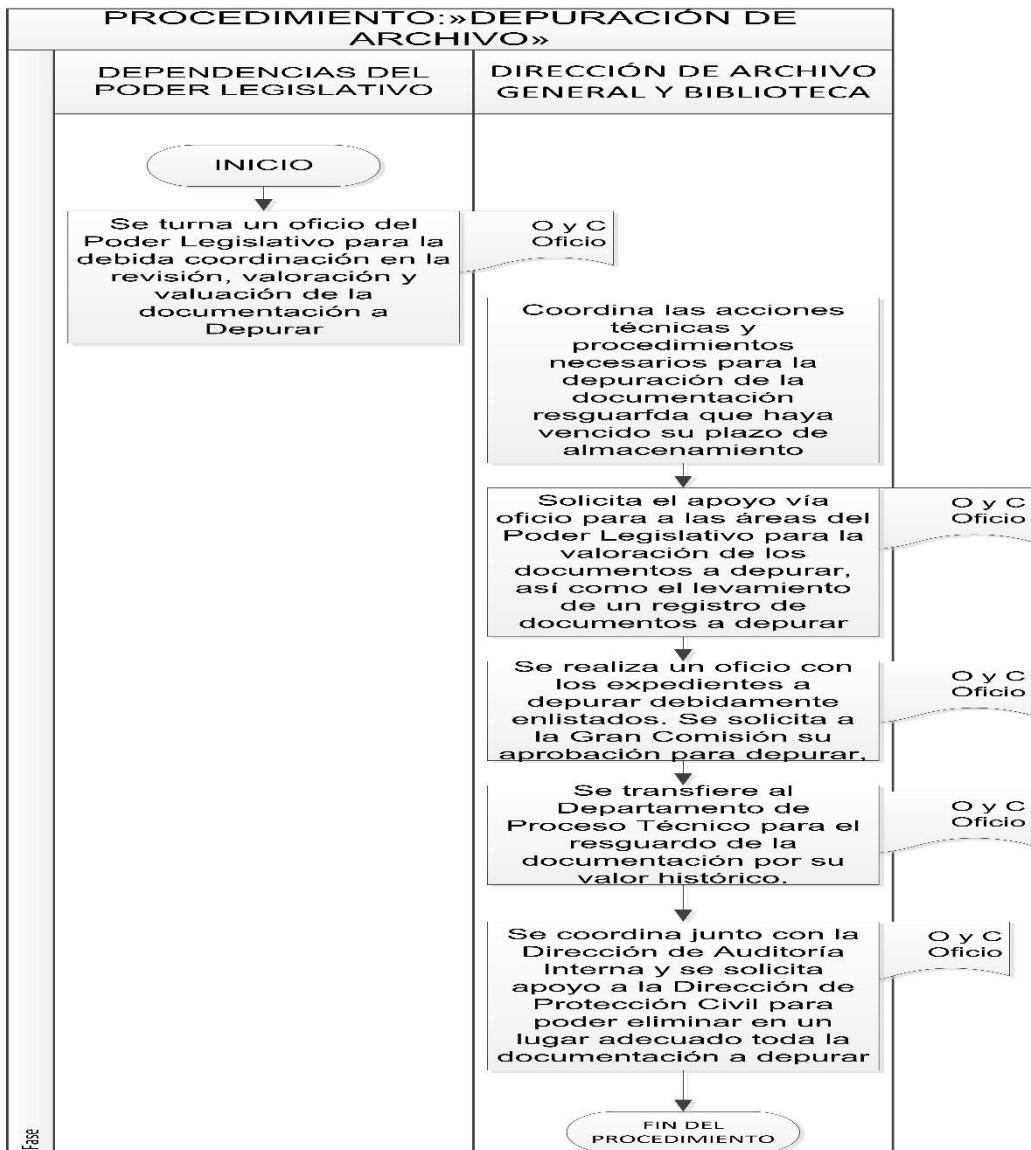 PROCEDIMIENTO:»DEPURACIÓN DE
ARCHIVO»
DEPENDENCIAS DEL
PODER LEGISLATIVO
DIRECCIÓN DE ARCHIVO
GENERAL Y BIBLIOTECA
INICIO
Se turna un oficio del
Poder Legislativo para la
debida coordinación en la
revisión, valoración y
valuación de la
documentación a
Depurar
O y C
Oficio
Coordina las acciones
técnicas y
procedimientos
necesarios para la
depuración de la
documentación
resguarfda que haya
vencido su plazo de
almacenamiento
Solicita el apoyo vía
oficio para a las áreas del
Poder Legislativo para la
valoración de los
documentos a depurar,
así como el levamiento
de un registro de
documentos a depurar
O y C
Oficio
Se realiza un oficio con
los expedientes a
depurar debidamente
enlistados. Se solicita a
la Gran Comisión su
aprobación para depurar,
O y C
Oficio
Se transfiere al
Departamento de
Proceso Técnico para el
resguardo de la
documentación por su
valor histórico.
O y C
Oficio
Se coordina junto con la
Dirección de Auditoría
Interna y se solicita
apoyo a la Dirección de
Protección Civil para
poder eliminar en un
lugar adecuado toda la
documentación a depurar
O y C
Oficio
FIN DEL
PROCEDIMIENTO
Fase